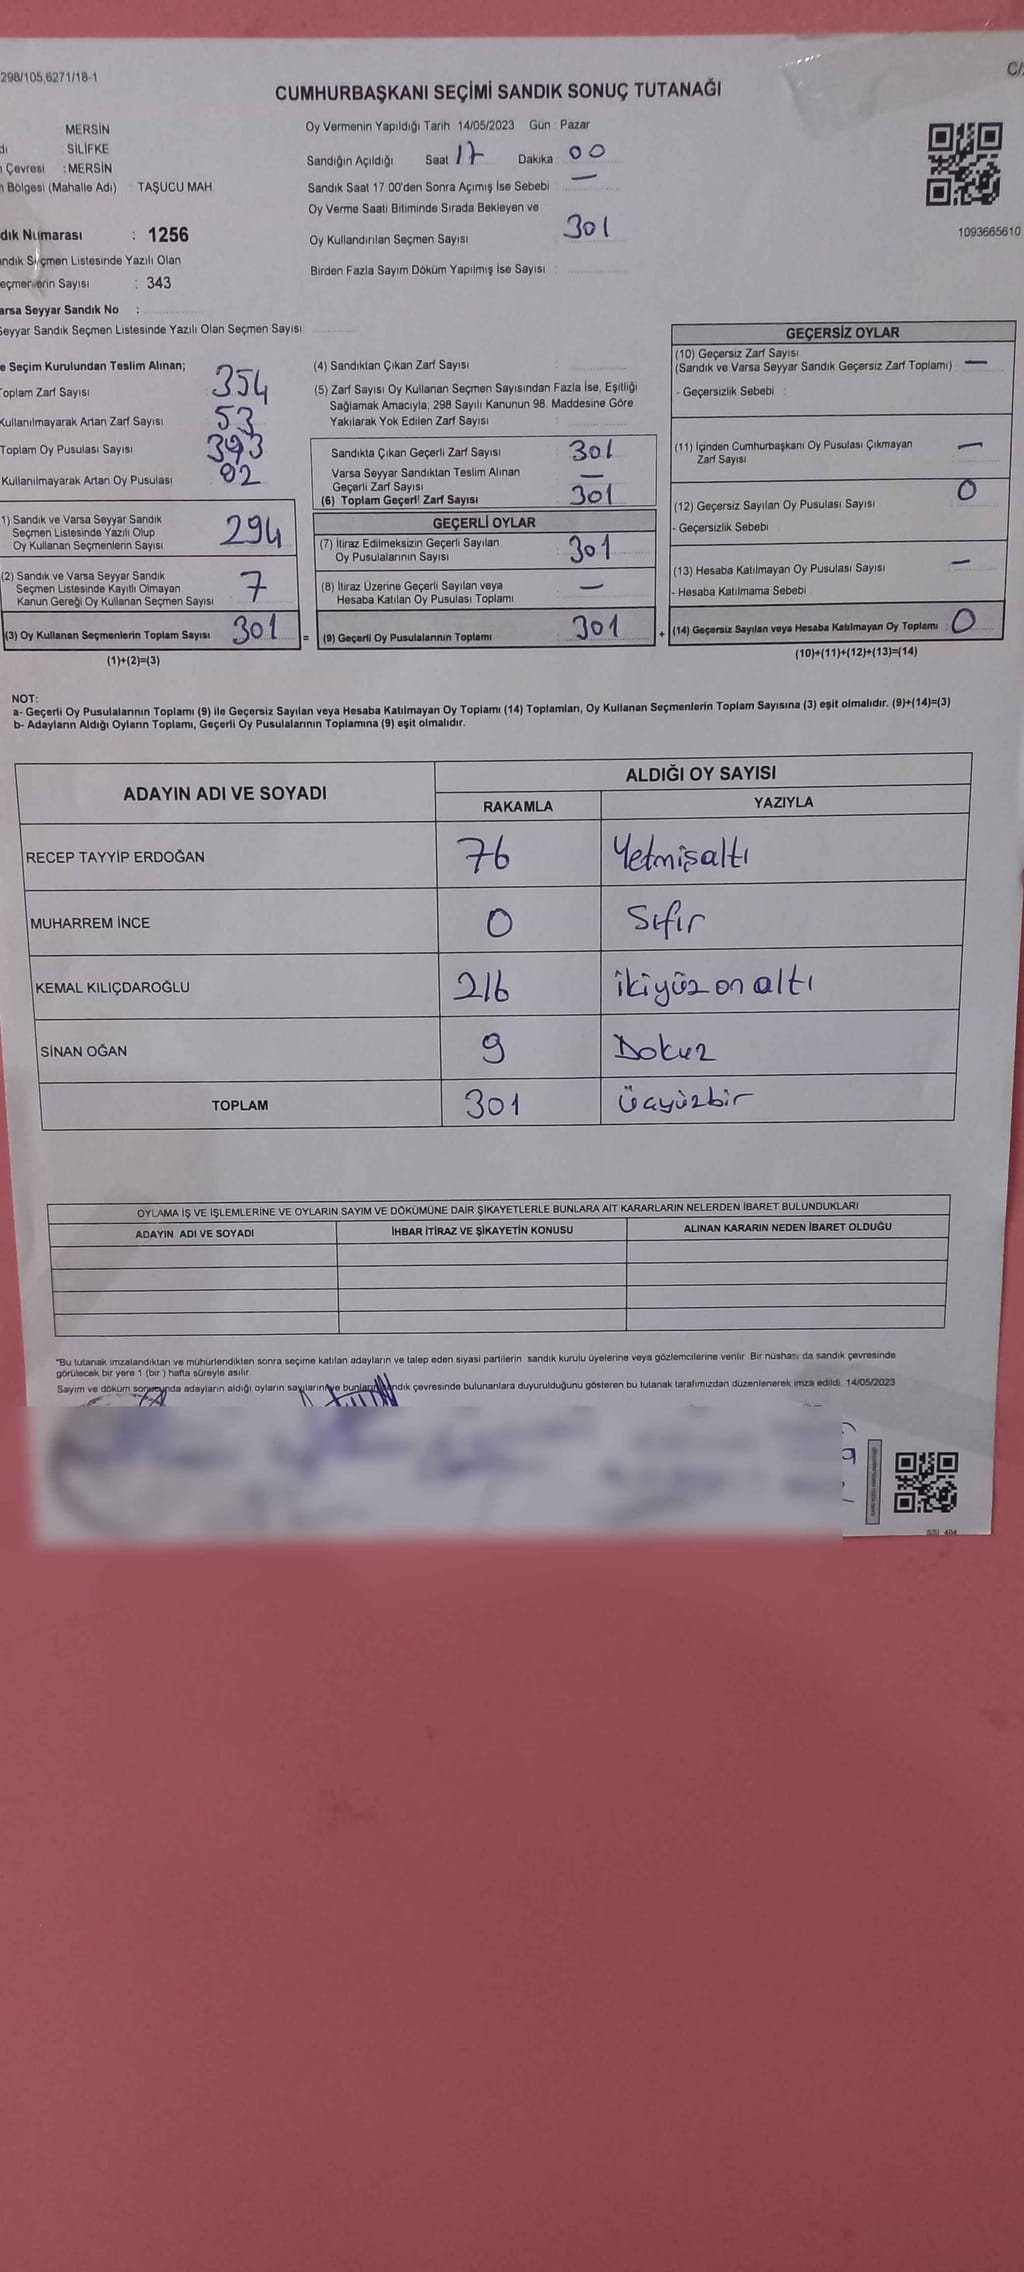 298/105,6271/18-1
C/
CUMHURBAŞKANI SEÇİMİ SANDIK SONUÇ TUTANAĞI
MERSİN
SİLİFKE
Çevresi : MERSİN
Bölgesi (Mahalle Adı) : TAŞUCU MAH.
dık Numarası : 1256
ndık Seçmen Listesinde Yazılı Olan
eçmenlerin Sayısı : 343
arsa Seyyar Sandık No :
Seyyar Sandık Seçmen Listesinde Yazılı Olan Seçmen Sayısı
Oy Vermenin Yapıldığı Tarih 14/05/2023 Gün : Pazar
Sandığın Açıldığı Saat 17 Dakika 00
Sandık Saat 17:00'den Sonra Açımış İse Sebebi —
Oy Verme Saati Bitiminde Sırada Bekleyen ve
Oy Kullandırılan Seçmen Sayısı 301
Birden Fazla Sayım Döküm Yapılmış İse Sayısı :
1093665610
e Seçim Kurulundan Teslim Alınan;
Toplam Zarf Sayısı 354
Kullanılmayarak Artan Zarf Sayısı 53
Toplam Oy Pusulası Sayısı 393
Kullanılmayarak Artan Oy Pusulası 92
1) Sandık ve Varsa Seyyar Sandık
Seçmen Listesinde Yazılı Olup
Oy Kullanan Seçmenlerin Sayısı 294
(2) Sandık ve Varsa Seyyar Sandık
Seçmen Listesinde Kayıtlı Olmayan
Kanun Gereği Oy Kullanan Seçmen Sayısı 7
(3) Oy Kullanan Seçmenlerin Toplam Sayısı 301 =
(1)+(2)=(3)
(4) Sandıktan Çıkan Zarf Sayısı
(5) Zarf Sayısı Oy Kullanan Seçmen Sayısından Fazla İse, Eşitliği
Sağlamak Amacıyla, 298 Sayılı Kanunun 98. Maddesine Göre
Yakılarak Yok Edilen Zarf Sayısı
Sandıkta Çıkan Geçerli Zarf Sayısı 301
Varsa Seyyar Sandıktan Teslim Alınan
Geçerli Zarf Sayısı —
(6) Toplam Geçerli Zarf Sayısı 301
GEÇERLİ OYLAR
(7) İtiraz Edilmeksizin Geçerli Sayılan
Oy Pusulalarının Sayısı 301
(8) İtiraz Üzerine Geçerli Sayılan veya
Hesaba Katılan Oy Pusulası Toplamı —
(9) Geçerli Oy Pusulalarının Toplamı 301 +
GEÇERSİZ OYLAR
(10) Geçersiz Zarf Sayısı
(Sandık ve Varsa Seyyar Sandık Geçersiz Zarf Toplamı) —
- Geçersizlik Sebebi :
(11) İçinden Cumhurbaşkanı Oy Pusulası Çıkmayan
Zarf Sayısı —
(12) Geçersiz Sayılan Oy Pusulası Sayısı 0
- Geçersizlik Sebebi
(13) Hesaba Katılmayan Oy Pusulası Sayısı —
- Hesaba Katılmama Sebebi
(14) Geçersiz Sayılan veya Hesaba Katılmayan Oy Toplamı : 0
(10)+(11)+(12)+(13)=(14)
NOT:
a- Geçerli Oy Pusulalarının Toplamı (9) ile Geçersiz Sayılan veya Hesaba Katılmayan Oy Toplamı (14) Toplamları, Oy Kullanan Seçmenlerin Toplam Sayısına (3) eşit olmalıdır. (9)+(14)=(3)
b- Adayların Aldığı Oyların Toplamı, Geçerli Oy Pusulalarının Toplamına (9) eşit olmalıdır.
ADAYIN ADI VE SOYADI
ALDIĞI OY SAYISI
RAKAMLA YAZIYLA
RECEP TAYYİP ERDOĞAN 76 Yetmişaltı
MUHARREM İNCE 0 Sıfır
KEMAL KILIÇDAROĞLU 216 ikiyüz on altı
SİNAN OĞAN 9 Dokuz
TOPLAM 301 Üçyüzbir
OYLAMA İŞ VE İŞLEMLERİNE VE OYLARIN SAYIM VE DÖKÜMÜNE DAİR ŞİKAYETLERLE BUNLARA AİT KARARLARIN NELERDEN İBARET BULUNDUKLARI
ADAYIN ADI VE SOYADI İHBAR İTİRAZ VE ŞİKAYETİN KONUSU ALINAN KARARIN NEDEN İBARET OLDUĞU
*Bu tutanak imzalandıktan ve mühürlendikten sonra seçime katılan adayların ve talep eden siyasi partilerin sandık kurulu üyelerine veya gözlemcilerine verilir. Bir nüshası da sandık çevresinde
görülecek bir yere 1 (bir ) hafta süreyle asılır.
Sayım ve döküm sonucunda adayların aldığı oyların sayılarını ve bunların sandık çevresinde bulunanlara duyurulduğunu gösteren bu tutanak tarafımızdan düzenlenerek imza edildi. 14/05/2023